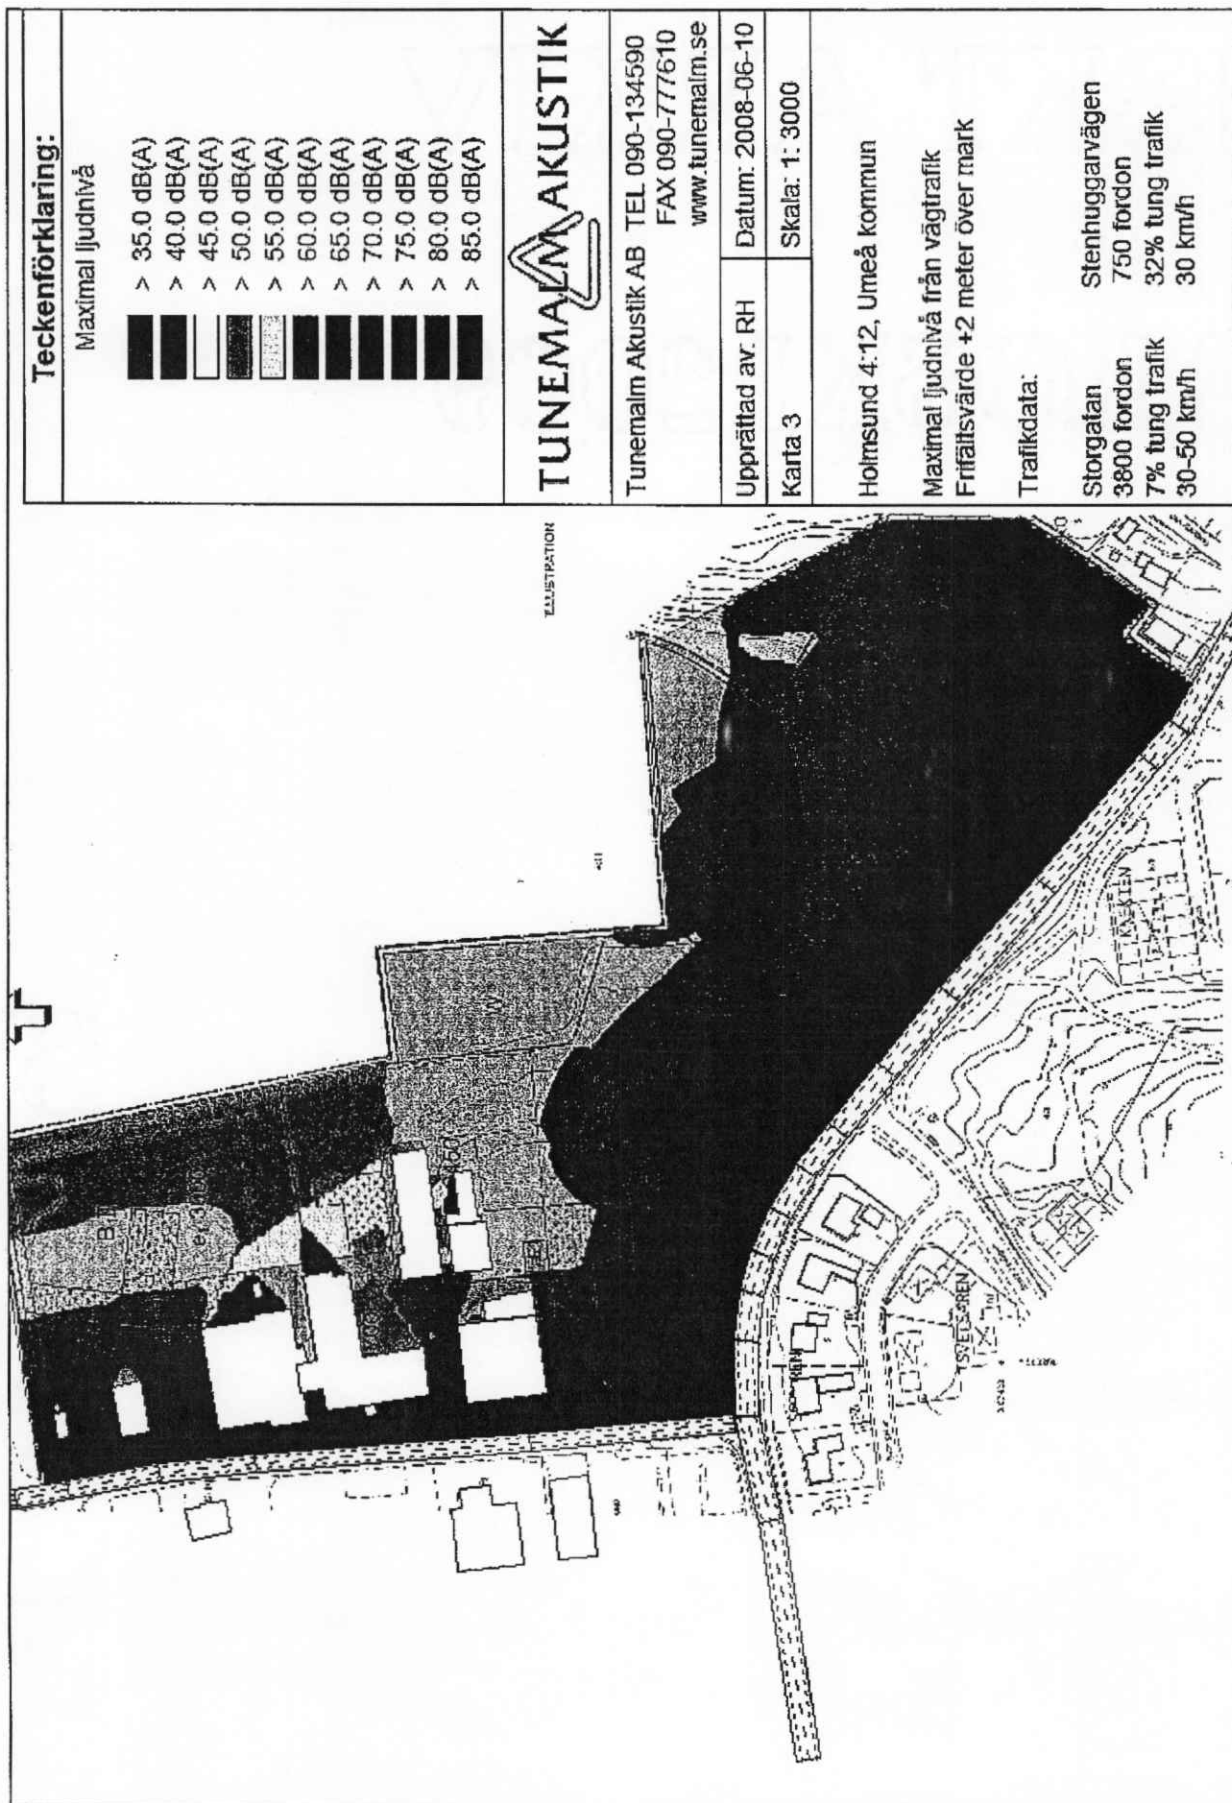 Teckenförklaring:
Maximal ljudnivå
> 35.0 dB(A)
> 40.0 dB(A)
> 45.0 dB(A)
> 50.0 dB(A)
> 55.0 dB(A)
> 60.0 dB(A)
> 65.0 dB(A)
> 70.0 dB(A)
> 75.0 dB(A)
> 80.0 dB(A)
> 85.0 dB(A)
TUNEMALM AKUSTIK
Tunemalm Akustik AB TEL 090-134590
FAX 090-777610
www.tunemalm.se
Upprättad av: RH
Datum: 2008-06-10
Karta 3
Skala: 1: 3000
Holmsund 4:12, Umeå kommun
Maximal ljudnivå från vägtrafik
Frifältsvärde +2 meter över mark
Trafikdata:
Storgatan
3800 fordon
7% tung trafik
30-50 km/h
Stenhuggarvägen
750 fordon
32% tung trafik
30 km/h
ILLUSTRATION
B
W
E